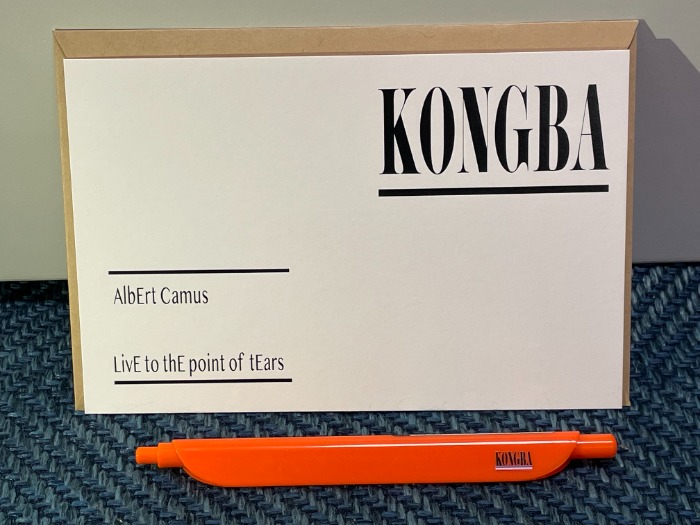 KONGBA
AlbErt Camus
LivE to thE point of tEars
KONGBA